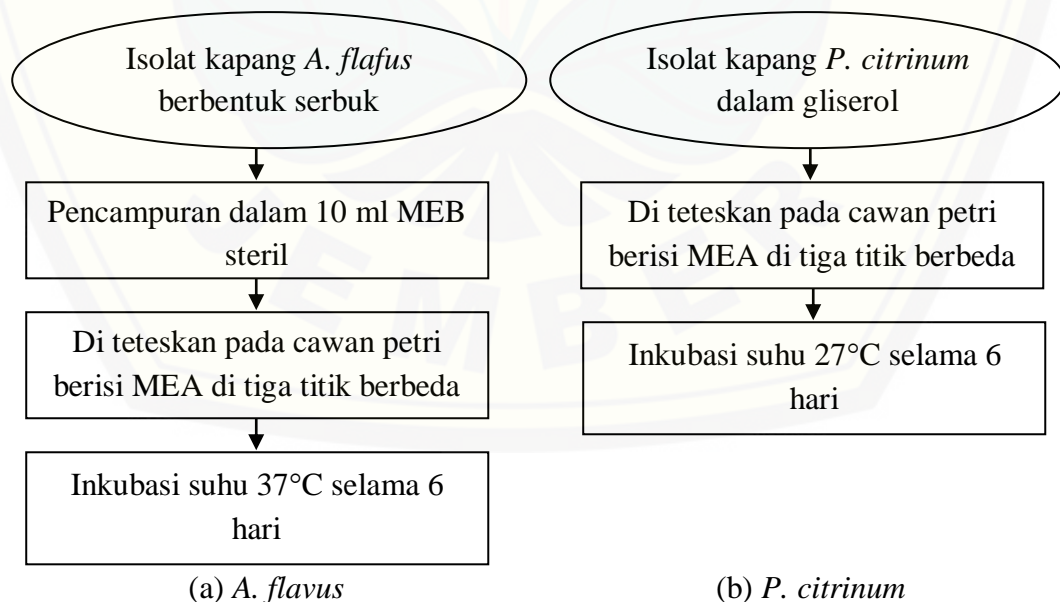 Isolat kapang A. flafus
berbentuk serbuk
Pencampuran dalam 10 ml MEB
steril
Di teteskan pada cawan petri
berisi MEA di tiga titik berbeda
Inkubasi suhu 37°C selama 6
hari
(a) A. flavus
Isolat kapang P. citrinum
dalam gliserol
Di teteskan pada cawan petri
berisi MEA di tiga titik berbeda
Inkubasi suhu 27°C selama 6
hari
(b) P. citrinum
JEMBER